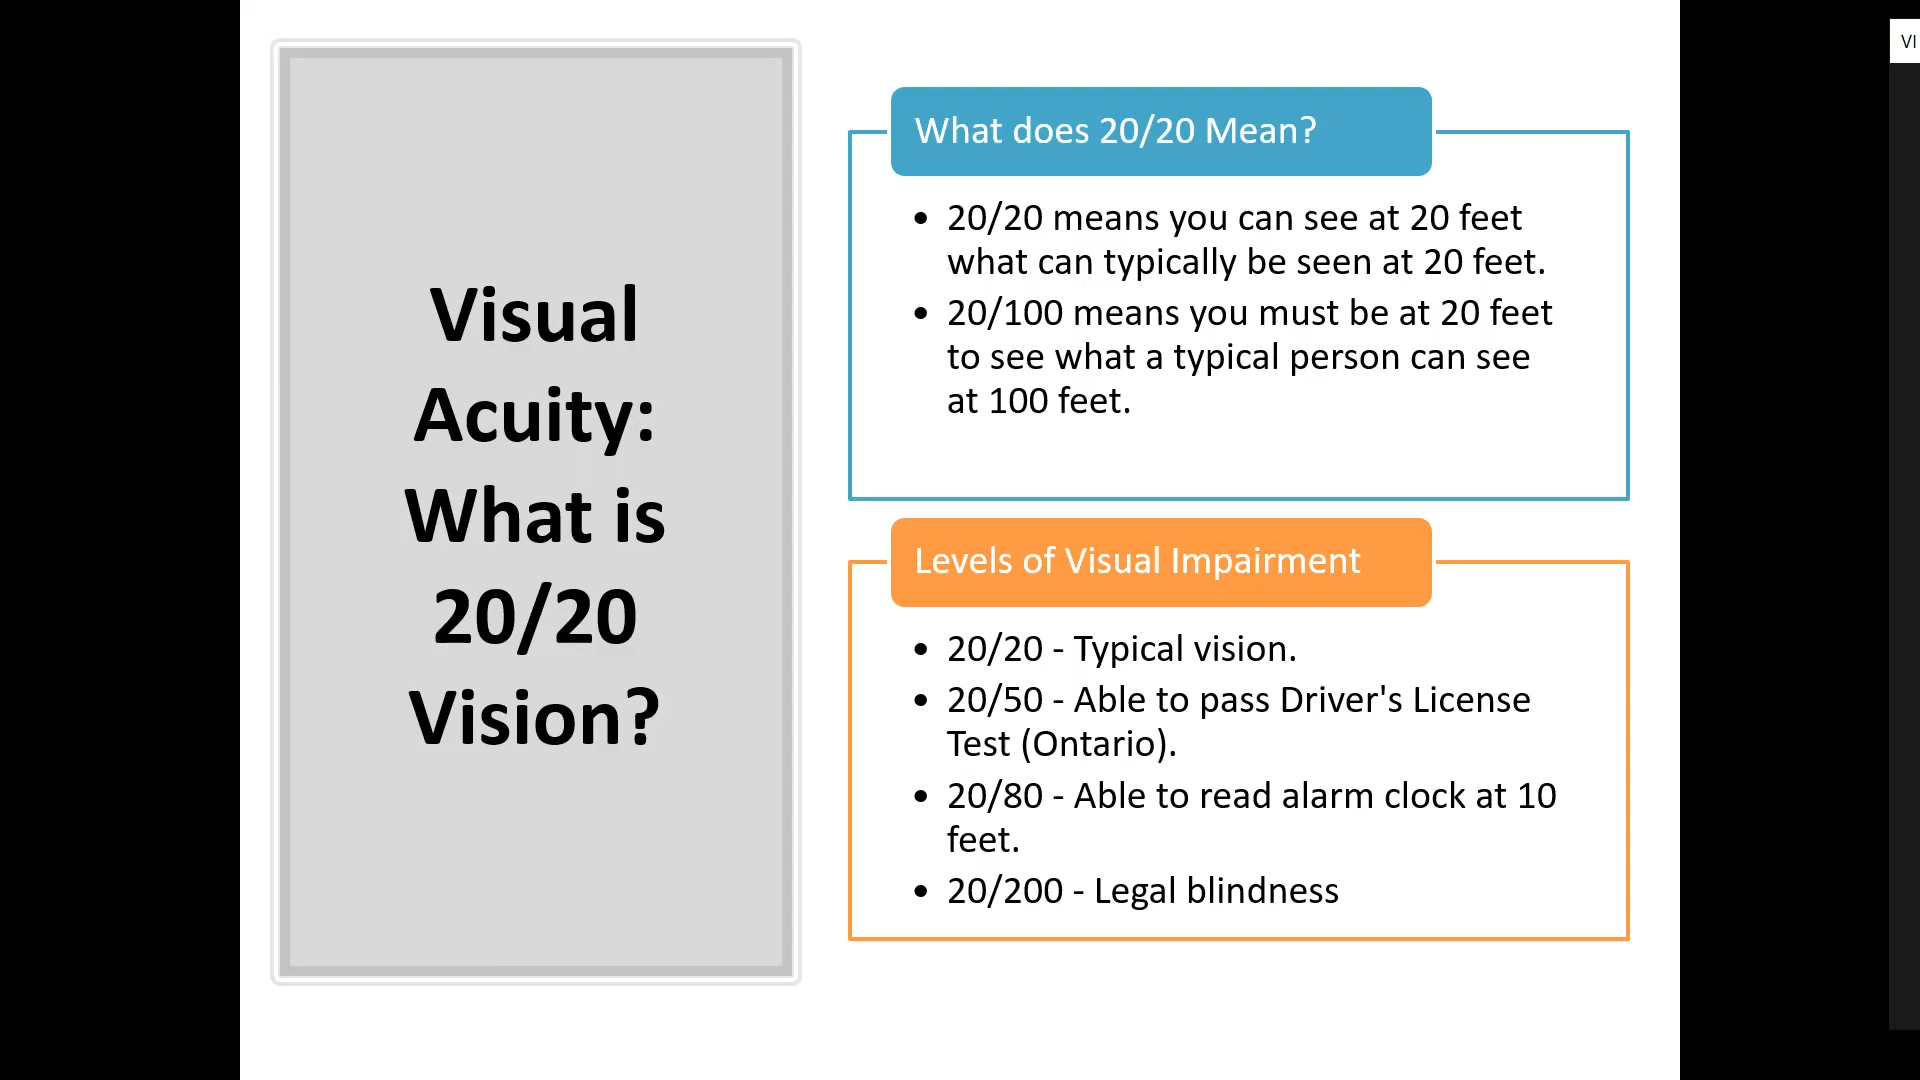 Visual
Acuity:
What is
20/20
Vision?
What does 20/20 Mean?
• 20/20 means you can see at 20 feet
what can typically be seen at 20 feet.
• 20/100 means you must be at 20 feet
to see what a typical person can see
at 100 feet.
Levels of Visual Impairment
• 20/20 - Typical vision.
• 20/50 - Able to pass Driver's License
Test (Ontario).
• 20/80 - Able to read alarm clock at 10
feet.
• 20/200 - Legal blindness
VI